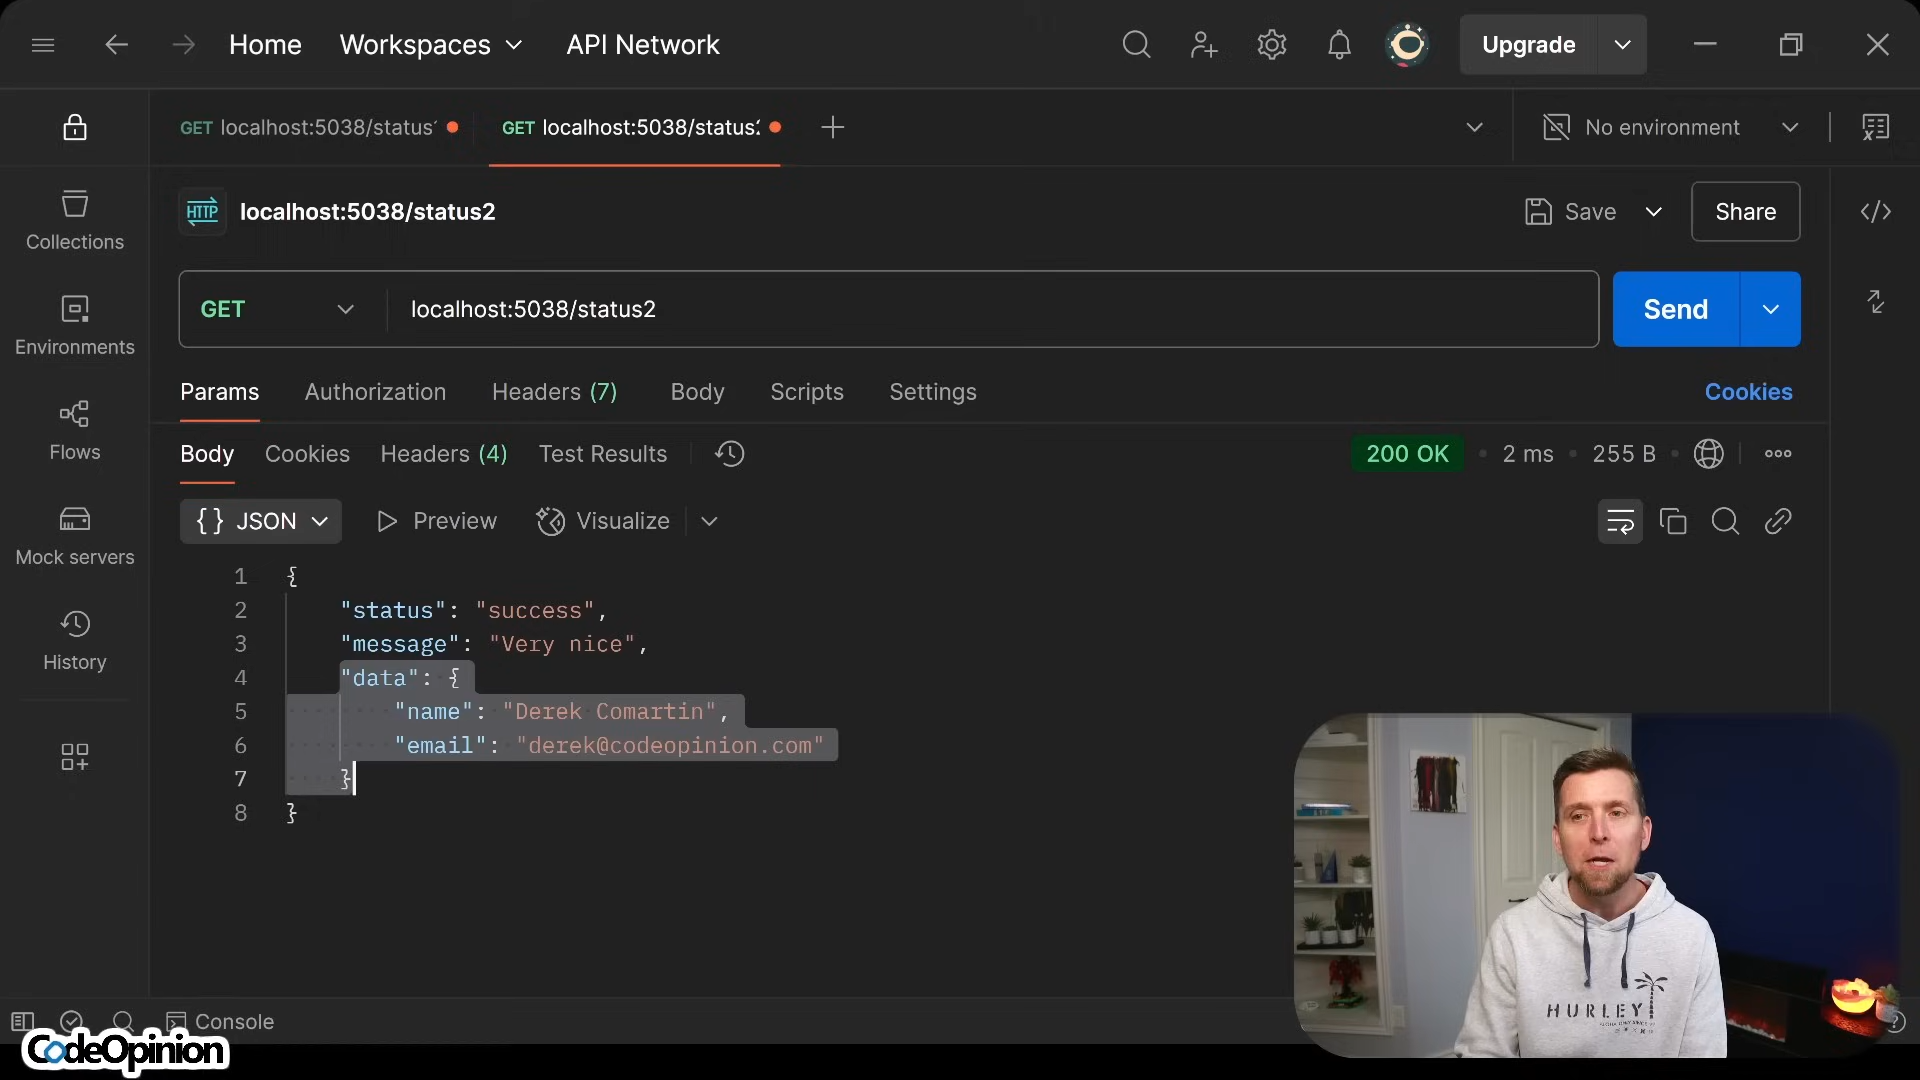 Home Workspaces API Network Upgrade
GET localhost:5038/status GET localhost:5038/status No environment
HTTP localhost:5038/status2 Save Share
GET localhost:5038/status2 Send
Params Authorization Headers (7) Body Scripts Settings Cookies
Body Cookies Headers (4) Test Results 200 OK 2 ms 255 B
{} JSON Preview Visualize
1 {
2 "status": "success",
3 "message": "Very nice",
4 "data": {
5 "name": "Derek Comartin",
6 "email": "derek@codeopinion.com"
7 }
8 }
Collections
Environments
Flows
Mock servers
History
Console
CodeOpinion
HURLEY